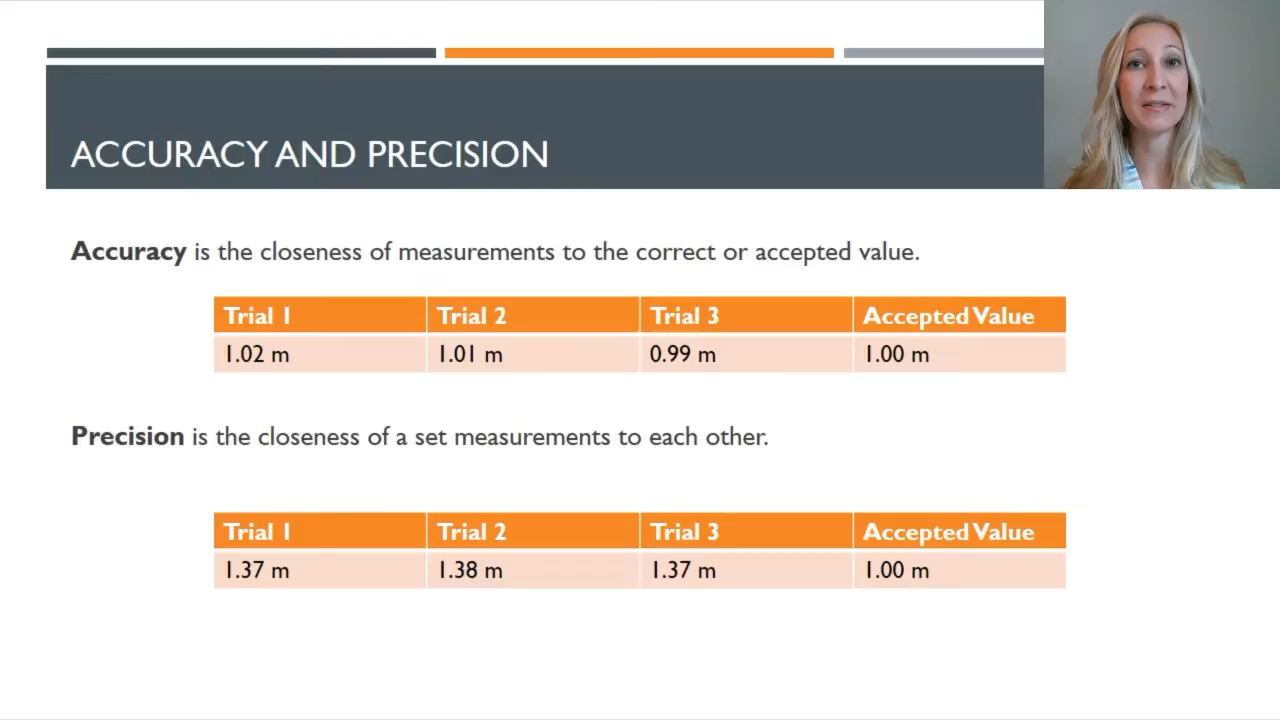 ACCURACY AND PRECISION
Accuracy is the closeness of measurements to the correct or accepted value.
Trial 1 Trial 2 Trial 3 Accepted Value
1.02 m 1.01 m 0.99 m 1.00 m
Precision is the closeness of a set measurements to each other.
Trial 1 Trial 2 Trial 3 Accepted Value
1.37 m 1.38 m 1.37 m 1.00 m